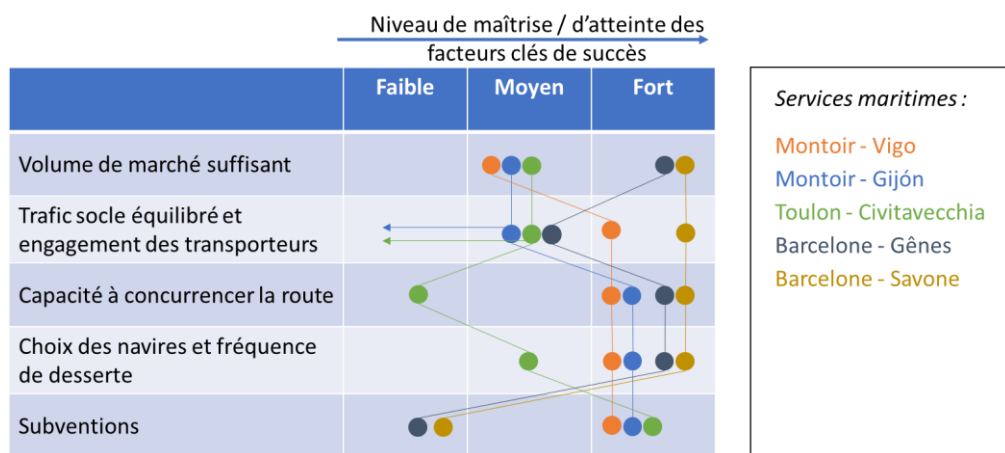 Niveau de maîtrise / d'atteinte des
facteurs clés de succès
Faible Moyen Fort
Volume de marché suffisant
Trafic socle équilibré et
engagement des transporteurs
Capacité à concurrencer la route
Choix des navires et fréquence
de desserte
Subventions
Services maritimes :
Montoir - Vigo
Montoir - Gijón
Toulon - Civitavecchia
Barcelone - Gênes
Barcelone - Savone